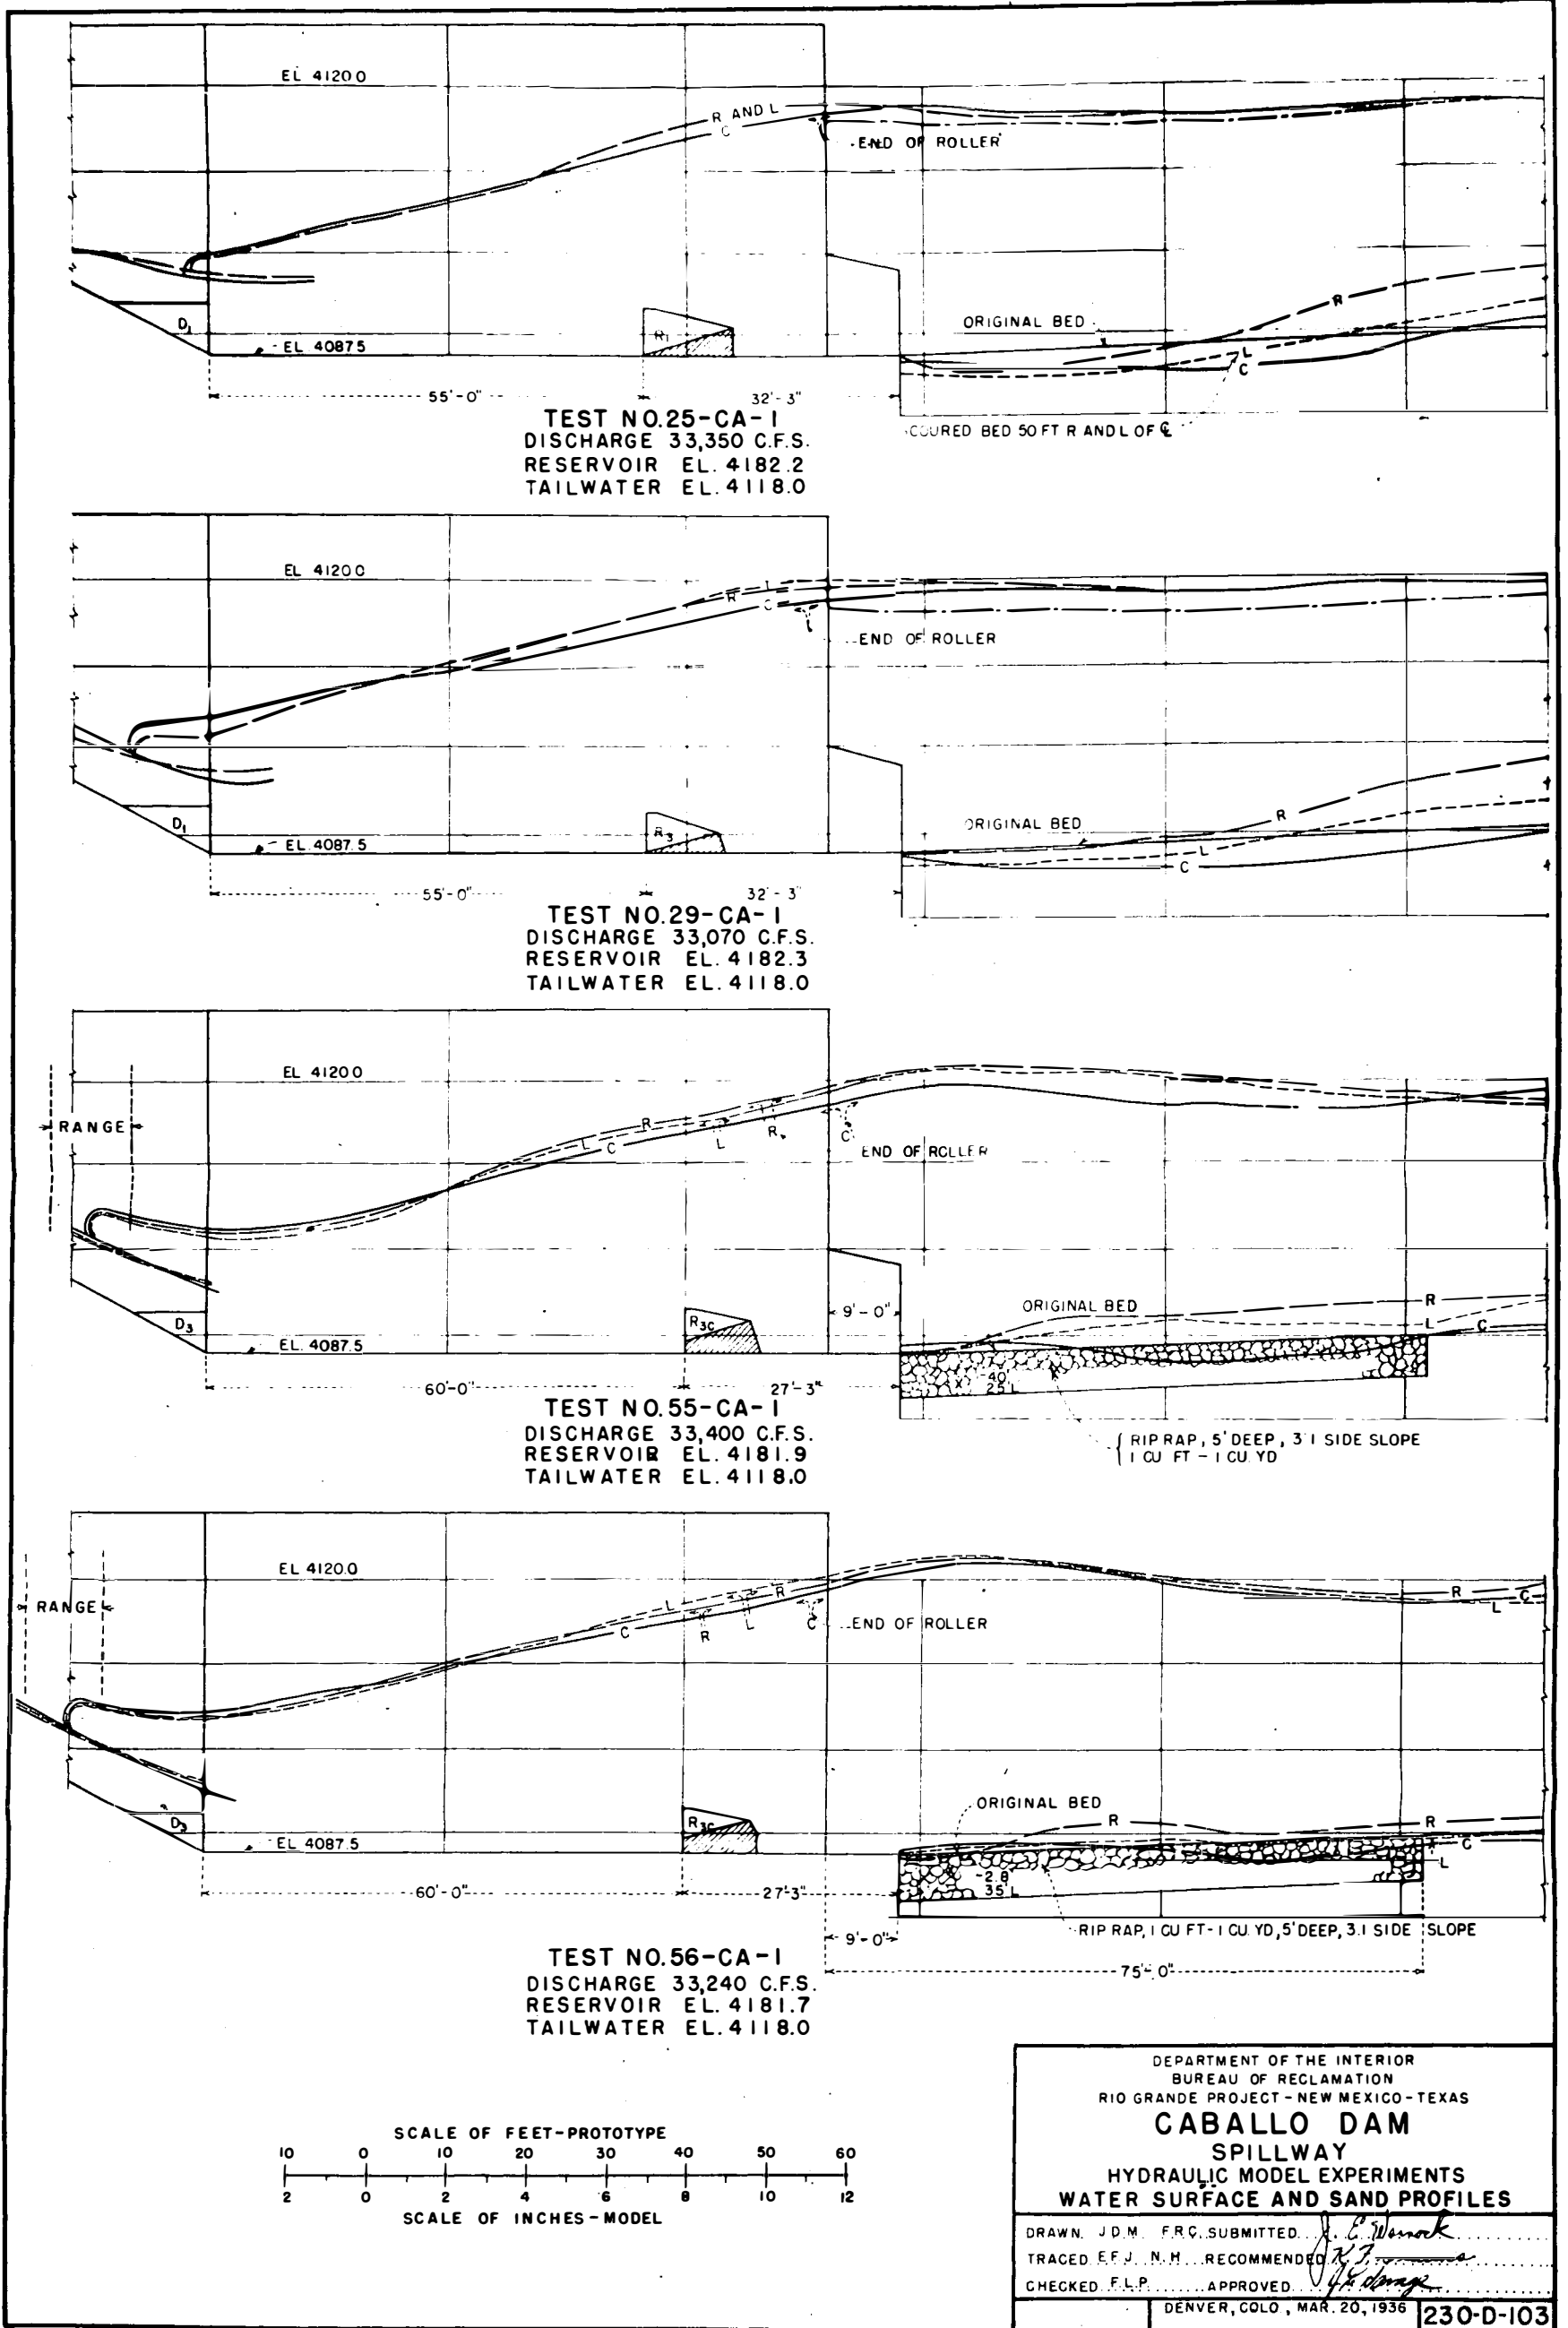 EL 4120 0
R AND L
C
END OF ROLLER
R
ORIGINAL BED
L
C
D1
R1
EL 4087 5
55'-0"
32'-3"
TEST NO.25-CA-1
DISCHARGE 33,350 C.F.S.
RESERVOIR EL. 4182.2
TAILWATER EL. 4118.0
COURED BED 50 FT R AND L OF ℄
EL 4120 0
L
R
C
END OF ROLLER
ORIGINAL BED
R
L
C
D1
R3
EL. 4087.5
55'-0"
32'-3"
TEST NO.29-CA-1
DISCHARGE 33,070 C.F.S.
RESERVOIR EL. 4182.3
TAILWATER EL. 4118.0
EL 4120 0
RANGE
R
L
C
L
R
C
END OF ROLLER
9'-0"
ORIGINAL BED
R
L
C
D3
R3C
EL. 4087.5
-40'
25'L
60'-0"
27'-3"
TEST NO.55-CA-1
DISCHARGE 33,400 C.F.S.
RESERVOIR EL. 4181.9
TAILWATER EL. 4118.0
RIP RAP, 5' DEEP, 3'1 SIDE SLOPE
1 CU FT - 1 CU. YD
EL 4120.0
RANGE
L
R
C
R
L
C
END OF ROLLER
R
L
C
ORIGINAL BED
R
R
C
L
D3
R3C
EL 4087.5
-2.8'
35'L
60'-0"
27'3"
RIP RAP, 1 CU FT-1 CU. YD, 5' DEEP, 3.1 SIDE SLOPE
9'-0"
75'-0"
TEST NO.56-CA-1
DISCHARGE 33,240 C.F.S.
RESERVOIR EL. 4181.7
TAILWATER EL. 4118.0
SCALE OF FEET-PROTOTYPE
10 0 10 20 30 40 50 60
2 0 2 4 6 8 10 12
SCALE OF INCHES-MODEL
DEPARTMENT OF THE INTERIOR
BUREAU OF RECLAMATION
RIO GRANDE PROJECT - NEW MEXICO - TEXAS
CABALLO DAM
SPILLWAY
HYDRAULIC MODEL EXPERIMENTS
WATER SURFACE AND SAND PROFILES
DRAWN. J.D.M. F.R.C. SUBMITTED J. E. Warnock
TRACED E.F.J. N.H. RECOMMENDED
CHECKED F.L.P. APPROVED
DENVER, COLO., MAR. 20, 1936
230-D-103